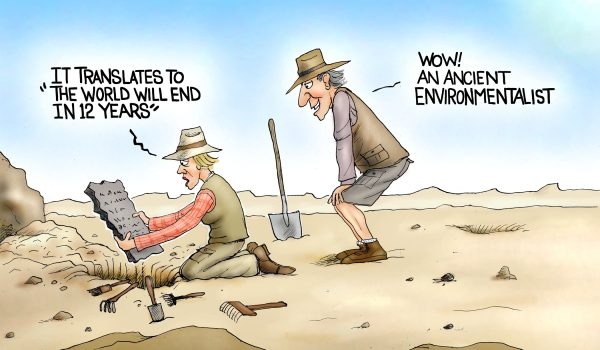 "IT TRANSLATES TO
THE WORLD WILL END
IN 12 YEARS"
WOW!
AN ANCIENT
ENVIRONMENTALIST